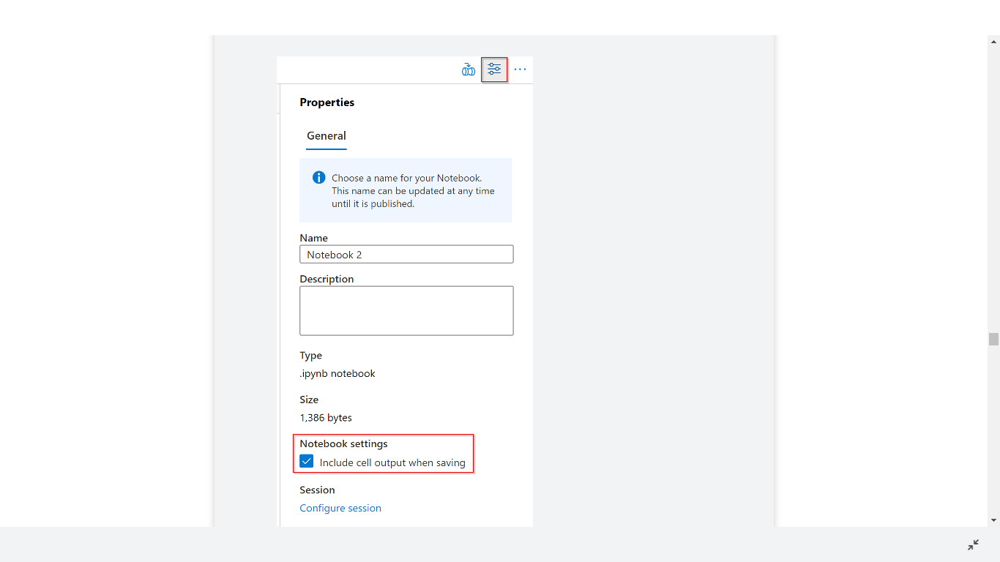 Properties
General
Choose a name for your Notebook.
This name can be updated at any time
until it is published.
Name
Notebook 2
Description
Type
.ipynb notebook
Size
1,386 bytes
Notebook settings
Include cell output when saving
Session
Configure session